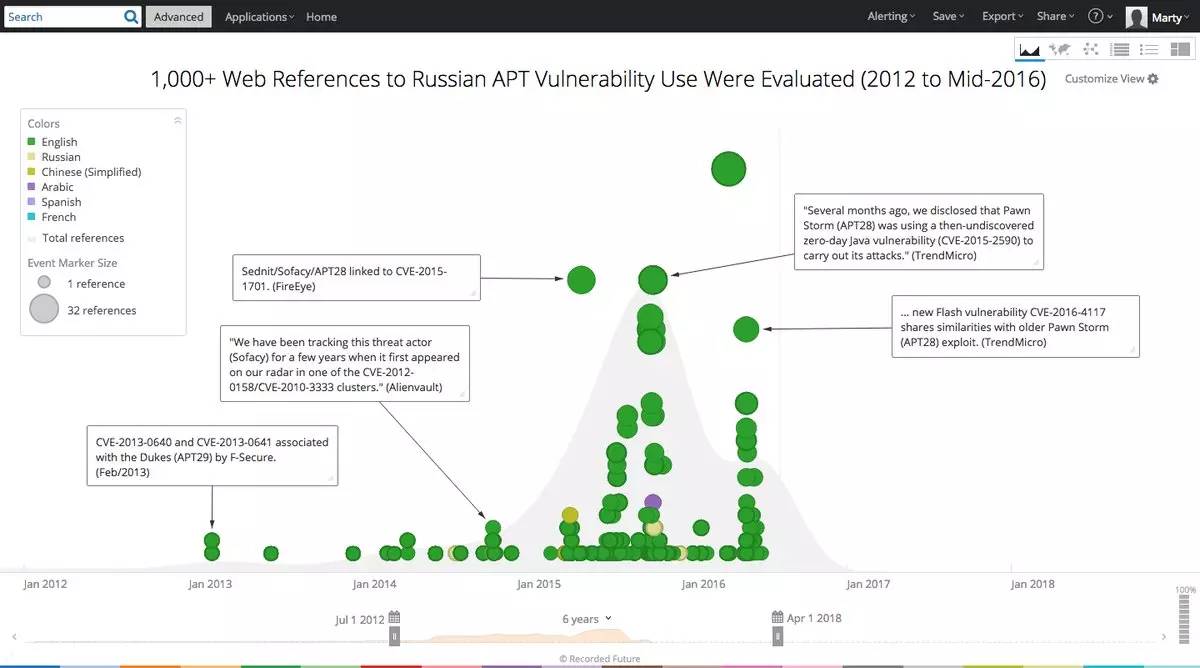 Search
Advanced
Applications
Home
Alerting
Save
Export
Share
?
Marty
1,000+ Web References to Russian APT Vulnerability Use Were Evaluated (2012 to Mid-2016)
Customize View
Colors
English
Russian
Chinese (Simplified)
Arabic
Spanish
French
Total references
Event Marker Size
1 reference
32 references
"Several months ago, we disclosed that Pawn
Storm (APT28) was using a then-undiscovered
zero-day Java vulnerability (CVE-2015-2590) to
carry out its attacks." (TrendMicro)
Sednit/Sofacy/APT28 linked to CVE-2015-
1701. (FireEye)
... new Flash vulnerability CVE-2016-4117
shares similarities with older Pawn Storm
(APT28) exploit. (TrendMicro)
"We have been tracking this threat actor
(Sofacy) for a few years when it first appeared
on our radar in one of the CVE-2012-
0158/CVE-2010-3333 clusters." (Alienvault)
CVE-2013-0640 and CVE-2013-0641 associated
with the Dukes (APT29) by F-Secure.
(Feb/2013)
Jan 2012
Jan 2013
Jan 2014
Jan 2015
Jan 2016
Jan 2017
Jan 2018
100%
Jul 1 2012
6 years
Apr 1 2018
© Recorded Future